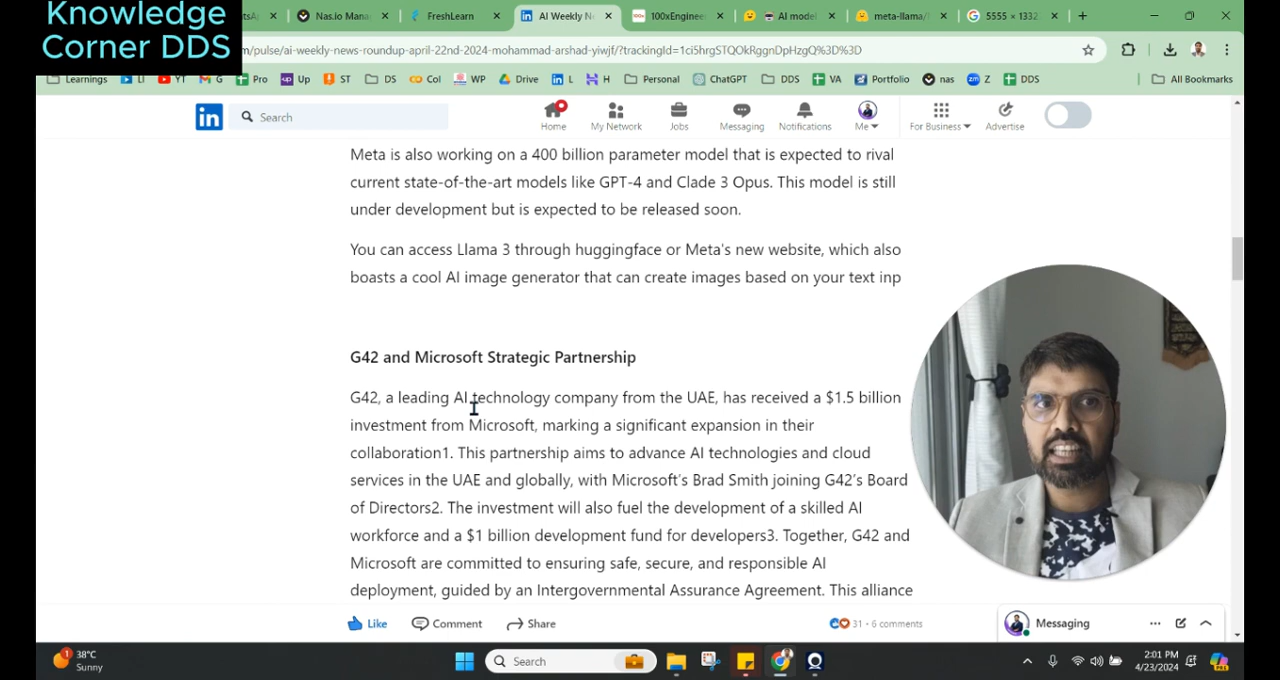 Knowledge
Corner DDS
Nas.io Mana
FreshLearn
AI Weekly N
100xEngineer
AI model
meta-llama/
5555 × 1332
m/pulse/ai-weekly-news-roundup-april-22nd-2024-mohammad-arshad-yiwjf/?trackingId=1ci5hrgSTQOkRggnDpHzgQ%3D%3D
Learnings LI YT G Pro Up ST DS Col WP Drive L H Personal ChatGPT DDS VA Portfolio nas Z DDS All Bookmarks
Search
Home My Network Jobs Messaging Notifications Me For Business Advertise
Meta is also working on a 400 billion parameter model that is expected to rival
current state-of-the-art models like GPT-4 and Clade 3 Opus. This model is still
under development but is expected to be released soon.
You can access Llama 3 through huggingface or Meta's new website, which also
boasts a cool AI image generator that can create images based on your text inp
G42 and Microsoft Strategic Partnership
G42, a leading AI technology company from the UAE, has received a $1.5 billion
investment from Microsoft, marking a significant expansion in their
collaboration1. This partnership aims to advance AI technologies and cloud
services in the UAE and globally, with Microsoft's Brad Smith joining G42's Board
of Directors2. The investment will also fuel the development of a skilled AI
workforce and a $1 billion development fund for developers3. Together, G42 and
Microsoft are committed to ensuring safe, secure, and responsible AI
deployment, guided by an Intergovernmental Assurance Agreement. This alliance
Like Comment Share 31 • 6 comments
Messaging
38°C
Sunny
Search
2:01 PM
4/23/2024